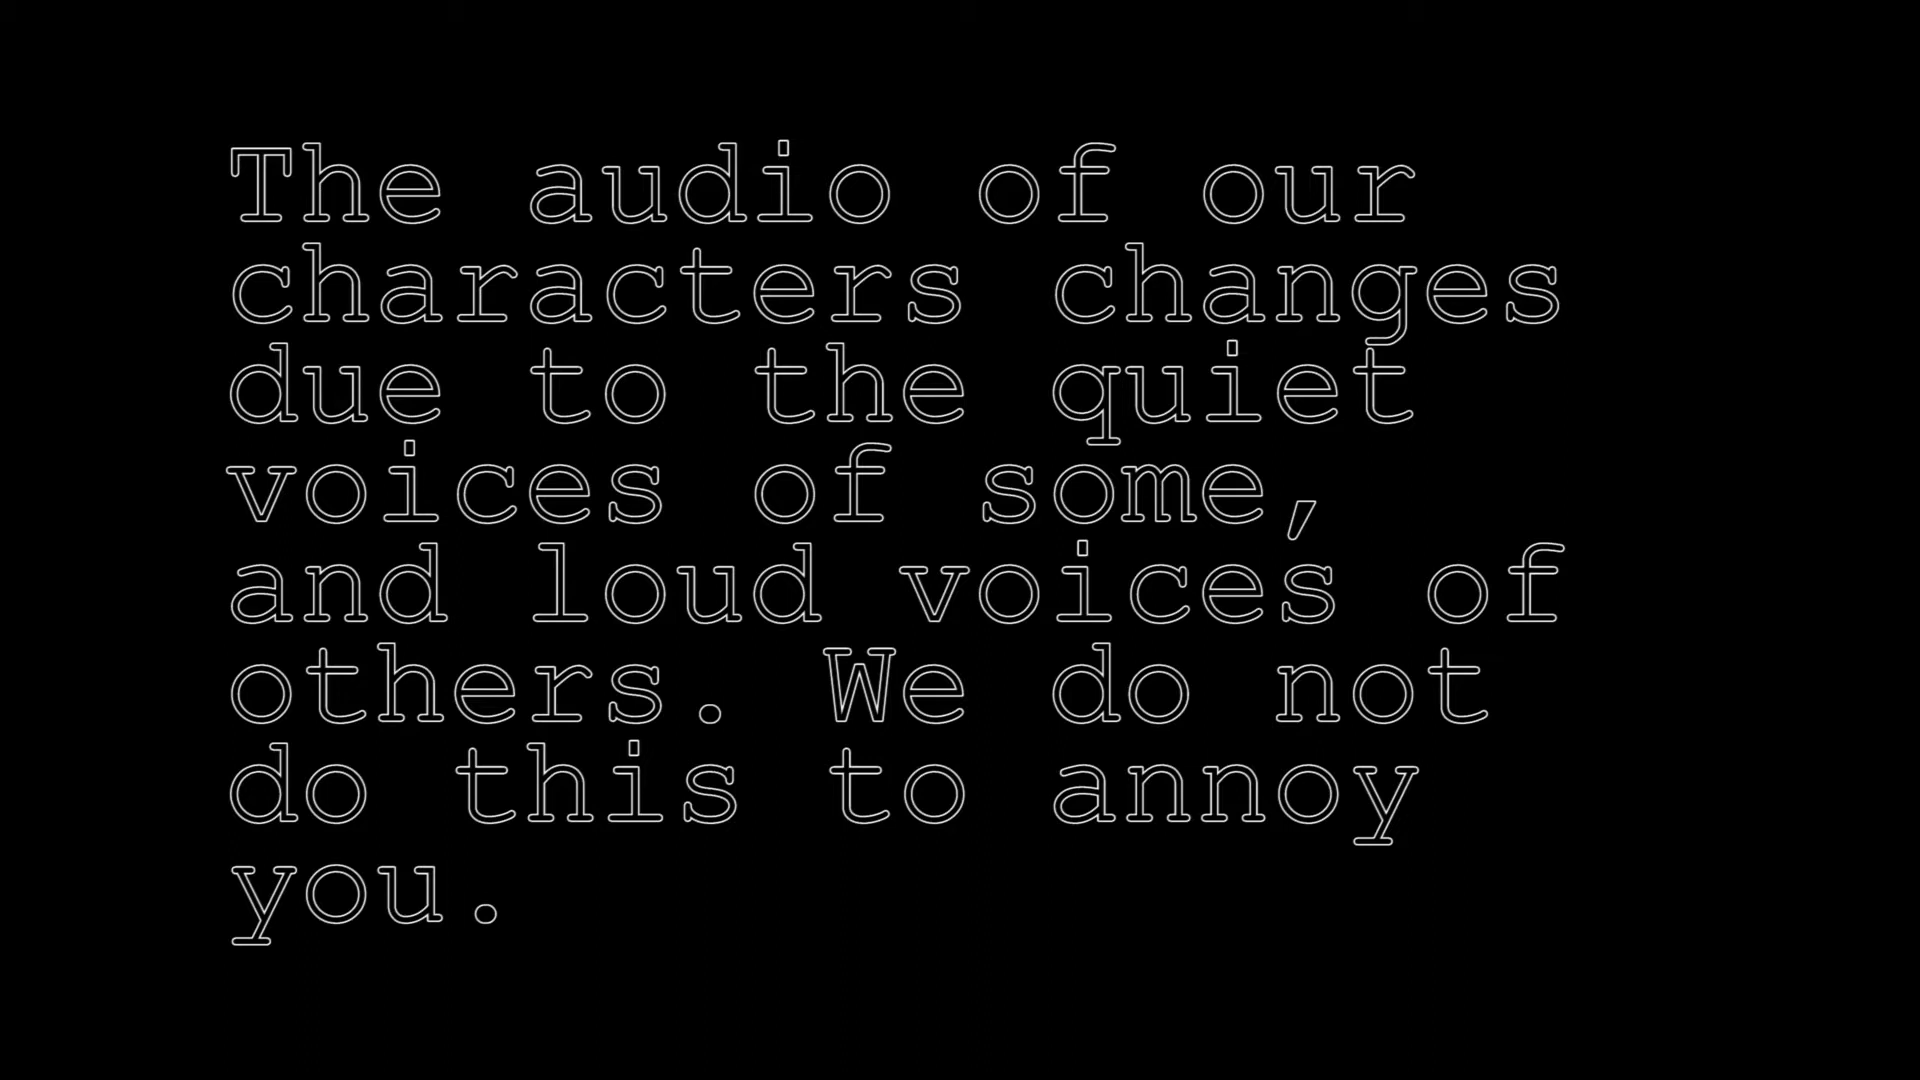 The audio of our
characters changes
due to the quiet
voices of some,
and loud voices of
others. We do not
do this to annoy
you.